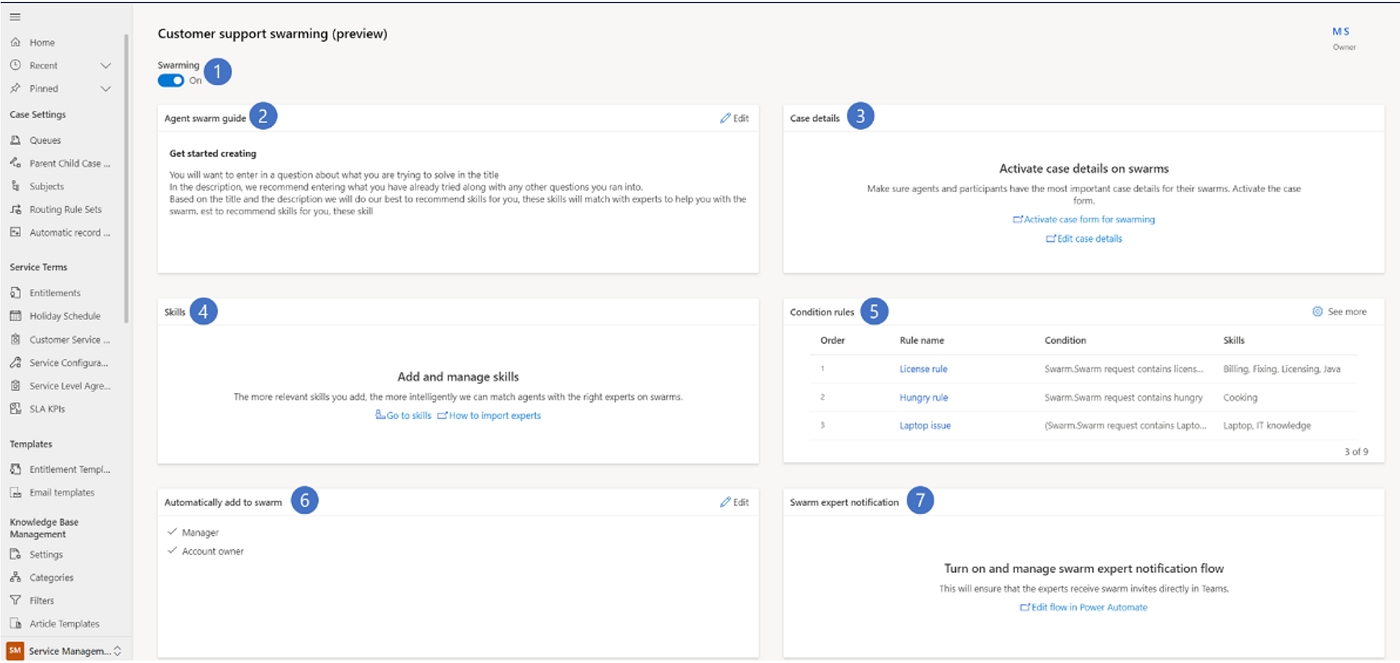 Home
Recent
Pinned
Case Settings
Queues
Parent Child Case ...
Subjects
Routing Rule Sets
Automatic record ...
Service Terms
Entitlements
Holiday Schedule
Customer Service ...
Service Configura...
Service Level Agre...
SLA KPIs
Templates
Entitlement Templ...
Email templates
Knowledge Base
Management
Settings
Categories
Filters
Article Templates
SM Service Managem...
Customer support swarming (preview)
M S
Owner
Swarming
On
1
Agent swarm guide 2
Edit
Get started creating
You will want to enter in a question about what you are trying to solve in the title
In the description, we recommend entering what you have already tried along with any other questions you ran into.
Based on the title and the description we will do our best to recommend skills for you, these skills will match with experts to help you with the
swarm. est to recommend skills for you, these skill
Case details 3
Activate case details on swarms
Make sure agents and participants have the most important case details for their swarms. Activate the case
form.
Activate case form for swarming
Edit case details
Skills 4
Add and manage skills
The more relevant skills you add, the more intelligently we can match agents with the right experts on swarms.
Go to skills How to import experts
Condition rules 5
See more
Order Rule name Condition Skills
1 License rule Swarm.Swarm request contains licens... Billing, Fixing, Licensing, Java
2 Hungry rule Swarm.Swarm request contains hungry Cooking
3 Laptop issue (Swarm.Swarm request contains Lapto... Laptop, IT knowledge
3 of 9
Automatically add to swarm 6
Edit
Manager
Account owner
Swarm expert notification 7
Turn on and manage swarm expert notification flow
This will ensure that the experts receive swarm invites directly in Teams.
Edit flow in Power Automate